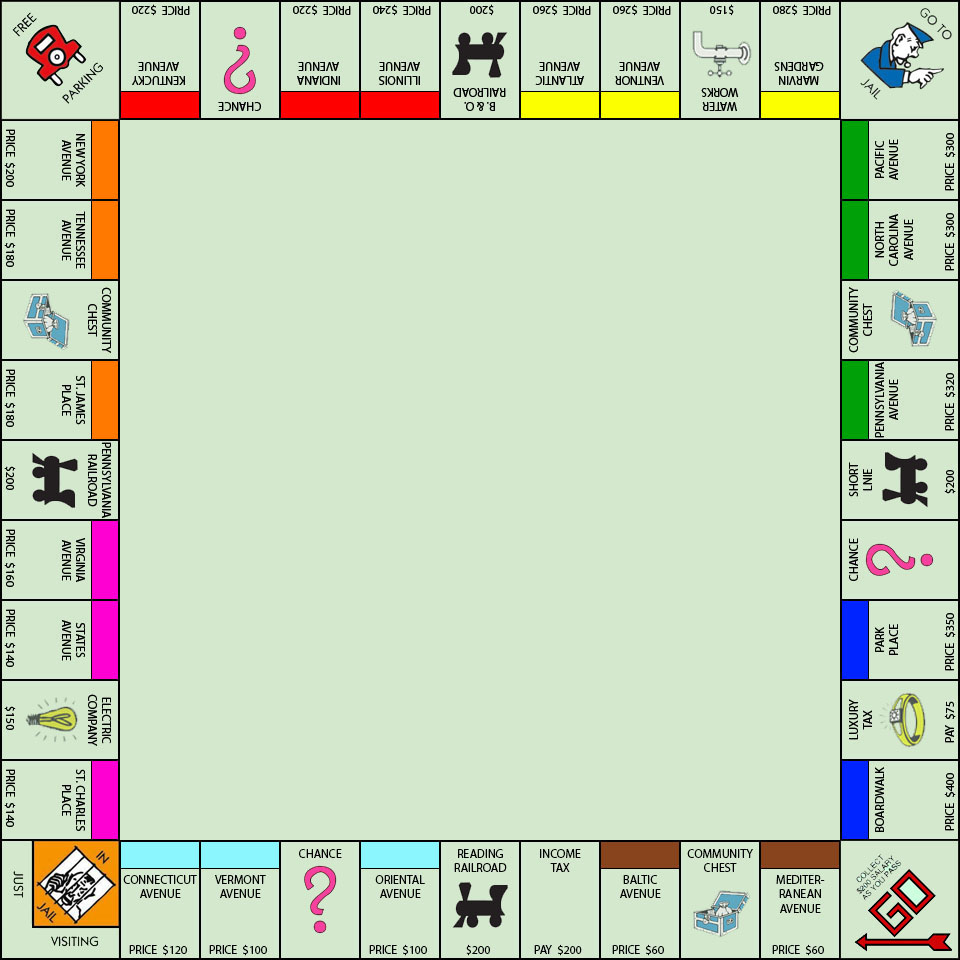 FREE
PARKING
KENTUCKY
AVENUE
PRICE $220
CHANCE
INDIANA
AVENUE
PRICE $220
ILLINOIS
AVENUE
PRICE $240
B. & O.
RAILROAD
$200
ATLANTIC
AVENUE
PRICE $260
VENTNOR
AVENUE
PRICE $260
WATER
WORKS
$150
MARVIN
GARDENS
PRICE $280
GO TO
JAIL
NEW YORK
AVENUE
PRICE $200
PACIFIC
AVENUE
PRICE $300
TENNESSEE
AVENUE
PRICE $180
NORTH
CAROLINA
AVENUE
PRICE $300
COMMUNITY
CHEST
COMMUNITY
CHEST
ST. JAMES
PLACE
PRICE $180
PENNSYLVANIA
AVENUE
PRICE $320
PENNSYLVANIA
RAILROAD
$200
SHORT
LNIE
$200
VIRGINIA
AVENUE
PRICE $160
CHANCE
STATES
AVENUE
PRICE $140
PARK
PLACE
PRICE $350
ELECTRIC
COMPANY
$150
LUXURY
TAX
PAY $75
ST. CHARLES
PLACE
PRICE $140
BOARDWALK
PRICE $400
JUST
VISITING
IN
JAIL
CONNECTICUT
AVENUE
PRICE $120
VERMONT
AVENUE
PRICE $100
CHANCE
ORIENTAL
AVENUE
PRICE $100
READING
RAILROAD
$200
INCOME
TAX
PAY $200
BALTIC
AVENUE
PRICE $60
COMMUNITY
CHEST
MEDITER-
RANEAN
AVENUE
PRICE $60
COLLECT
$200 SALARY
AS YOU PASS
GO